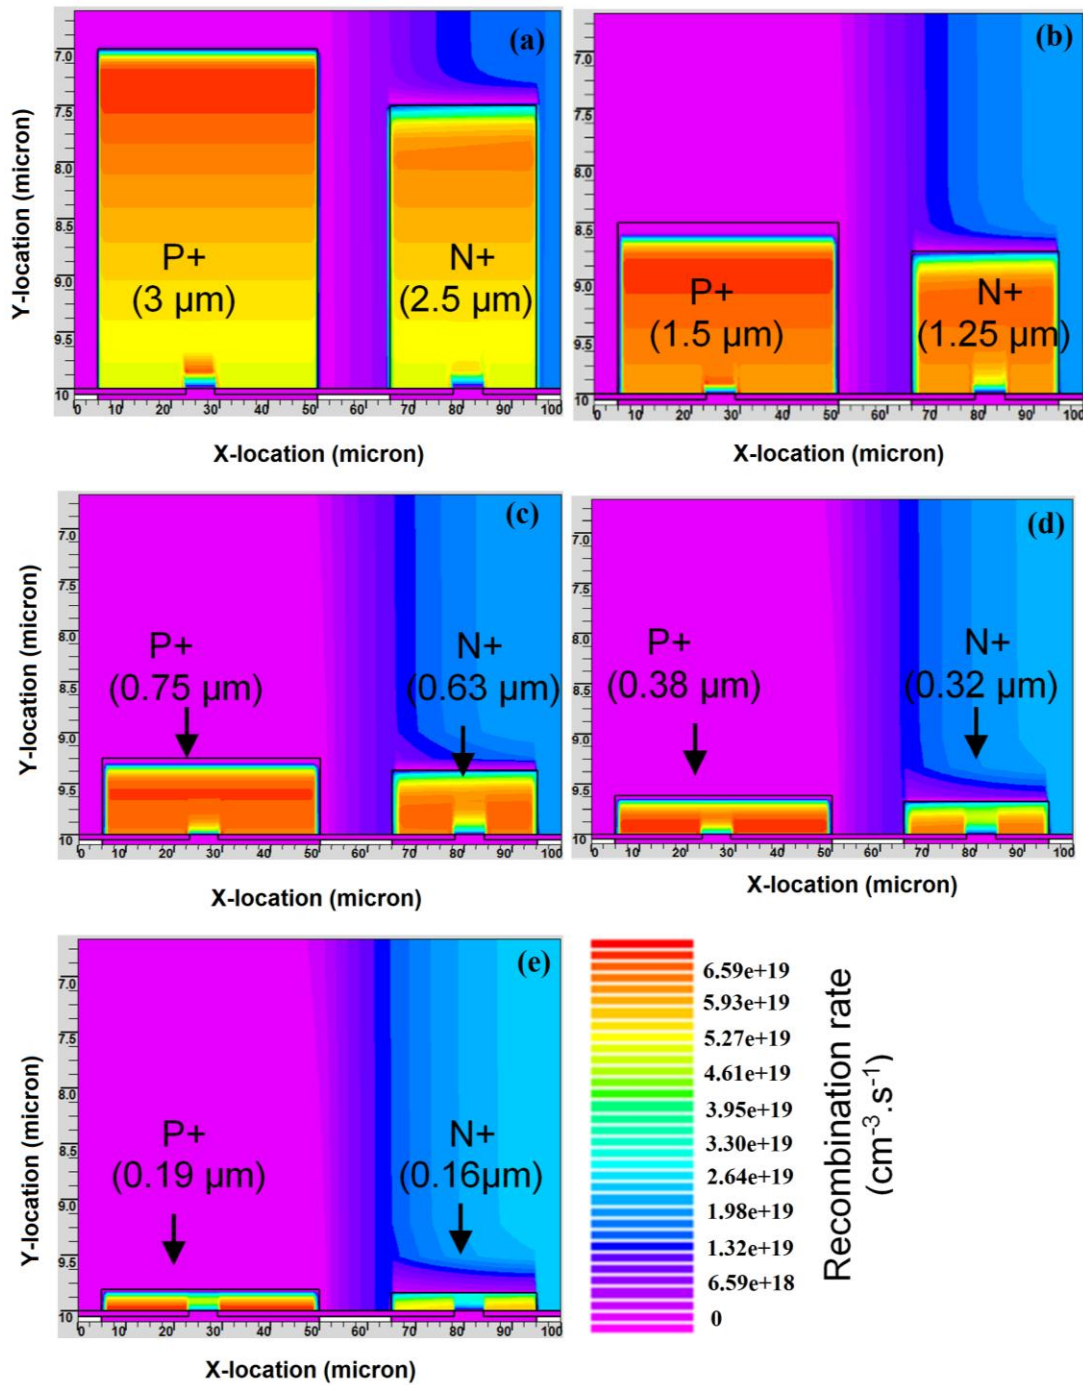 (a)
7.0
7.5
8.0
8.5
9.0
9.5
10
Y-location (micron)
P+
(3 μm)
N+
(2.5 μm)
0 10 20 30 40 50 60 70 80 90 100
X-location (micron)
(b)
7.0
7.5
8.0
8.5
9.0
9.5
10
P+
(1.5 μm)
N+
(1.25 μm)
0 10 20 30 40 50 60 70 80 90 100
X-location (micron)
(c)
7.0
7.5
8.0
8.5
9.0
9.5
10
Y-location (micron)
P+
(0.75 μm)
N+
(0.63 μm)
0 10 20 30 40 50 60 70 80 90 100
X-location (micron)
(d)
7.0
7.5
8.0
8.5
9.0
9.5
10
P+
(0.38 μm)
N+
(0.32 μm)
0 10 20 30 40 50 60 70 80 90 100
X-location (micron)
(e)
7.0
7.5
8.0
8.5
9.0
9.5
10
Y-location (micron)
P+
(0.19 μm)
N+
(0.16μm)
0 10 20 30 40 50 60 70 80 90 100
X-location (micron)
6.59e+19
5.93e+19
5.27e+19
4.61e+19
3.95e+19
3.30e+19
2.64e+19
1.98e+19
1.32e+19
6.59e+18
0
Recombination rate
(cm⁻³.s⁻¹)